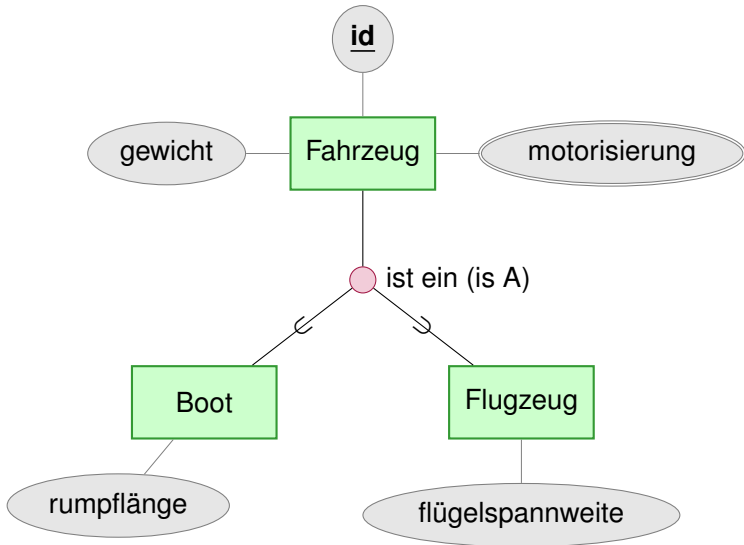 id
gewicht
Fahrzeug
motorisierung
ist ein (is A)
Boot
Flugzeug
rumpflänge
flügelspannweite